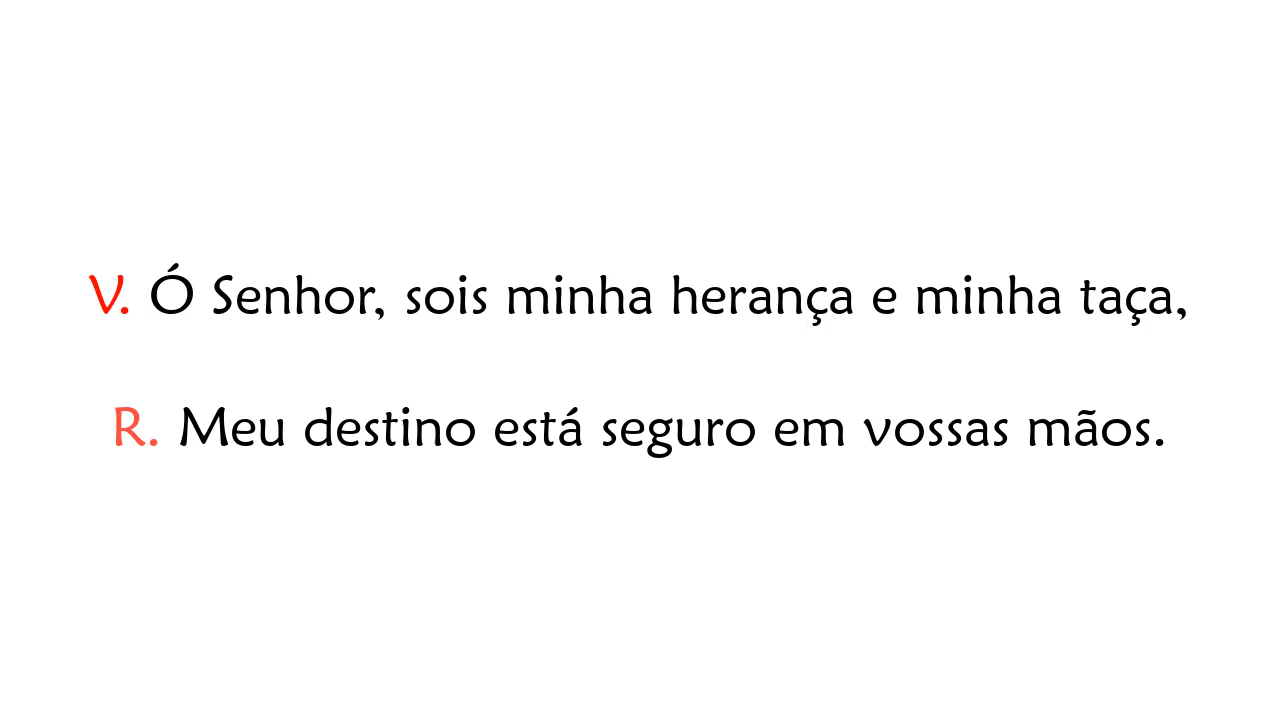 V. Ó Senhor, sois minha herança e minha taça,
R. Meu destino está seguro em vossas mãos.